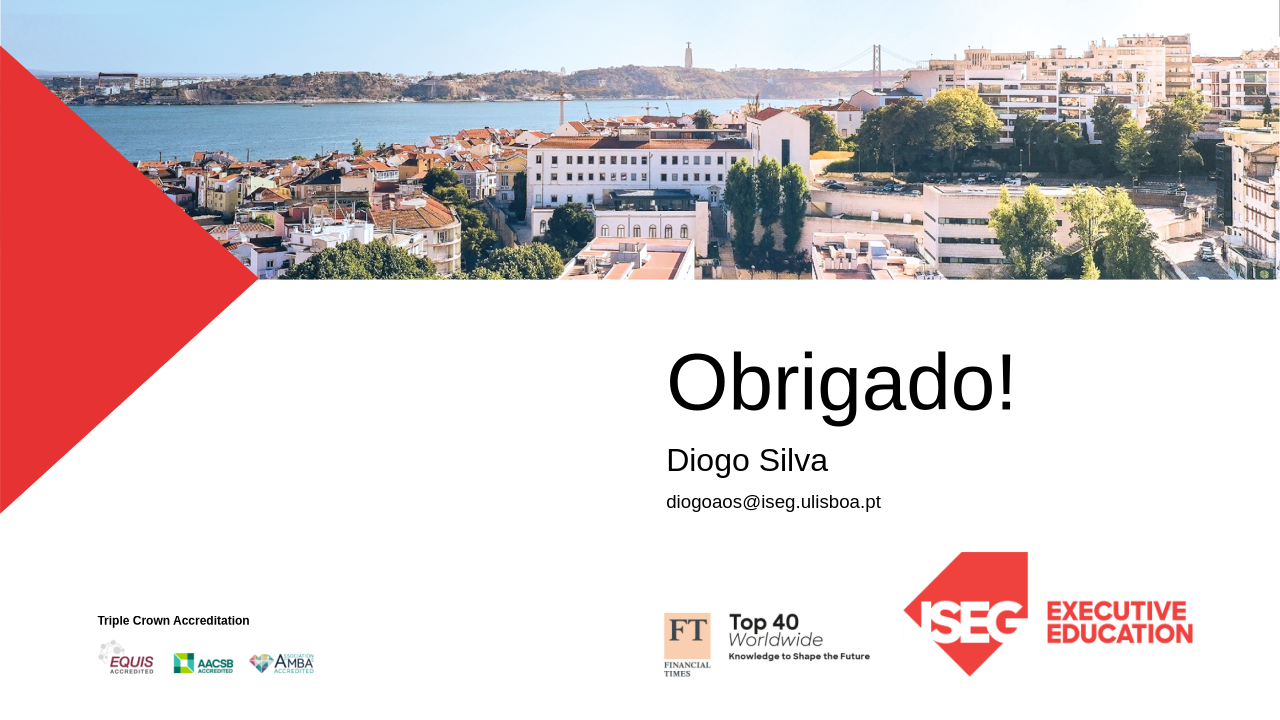 Obrigado!
Diogo Silva
diogoaos@iseg.ulisboa.pt
Triple Crown Accreditation
EQUIS
ACCREDITED
AACSB
ACCREDITED
ASSOCIATION
AMBA
ACCREDITED
FT
FINANCIAL
TIMES
Top 40
Worldwide
Knowledge to Shape the Future
ISEG
EXECUTIVE
EDUCATION